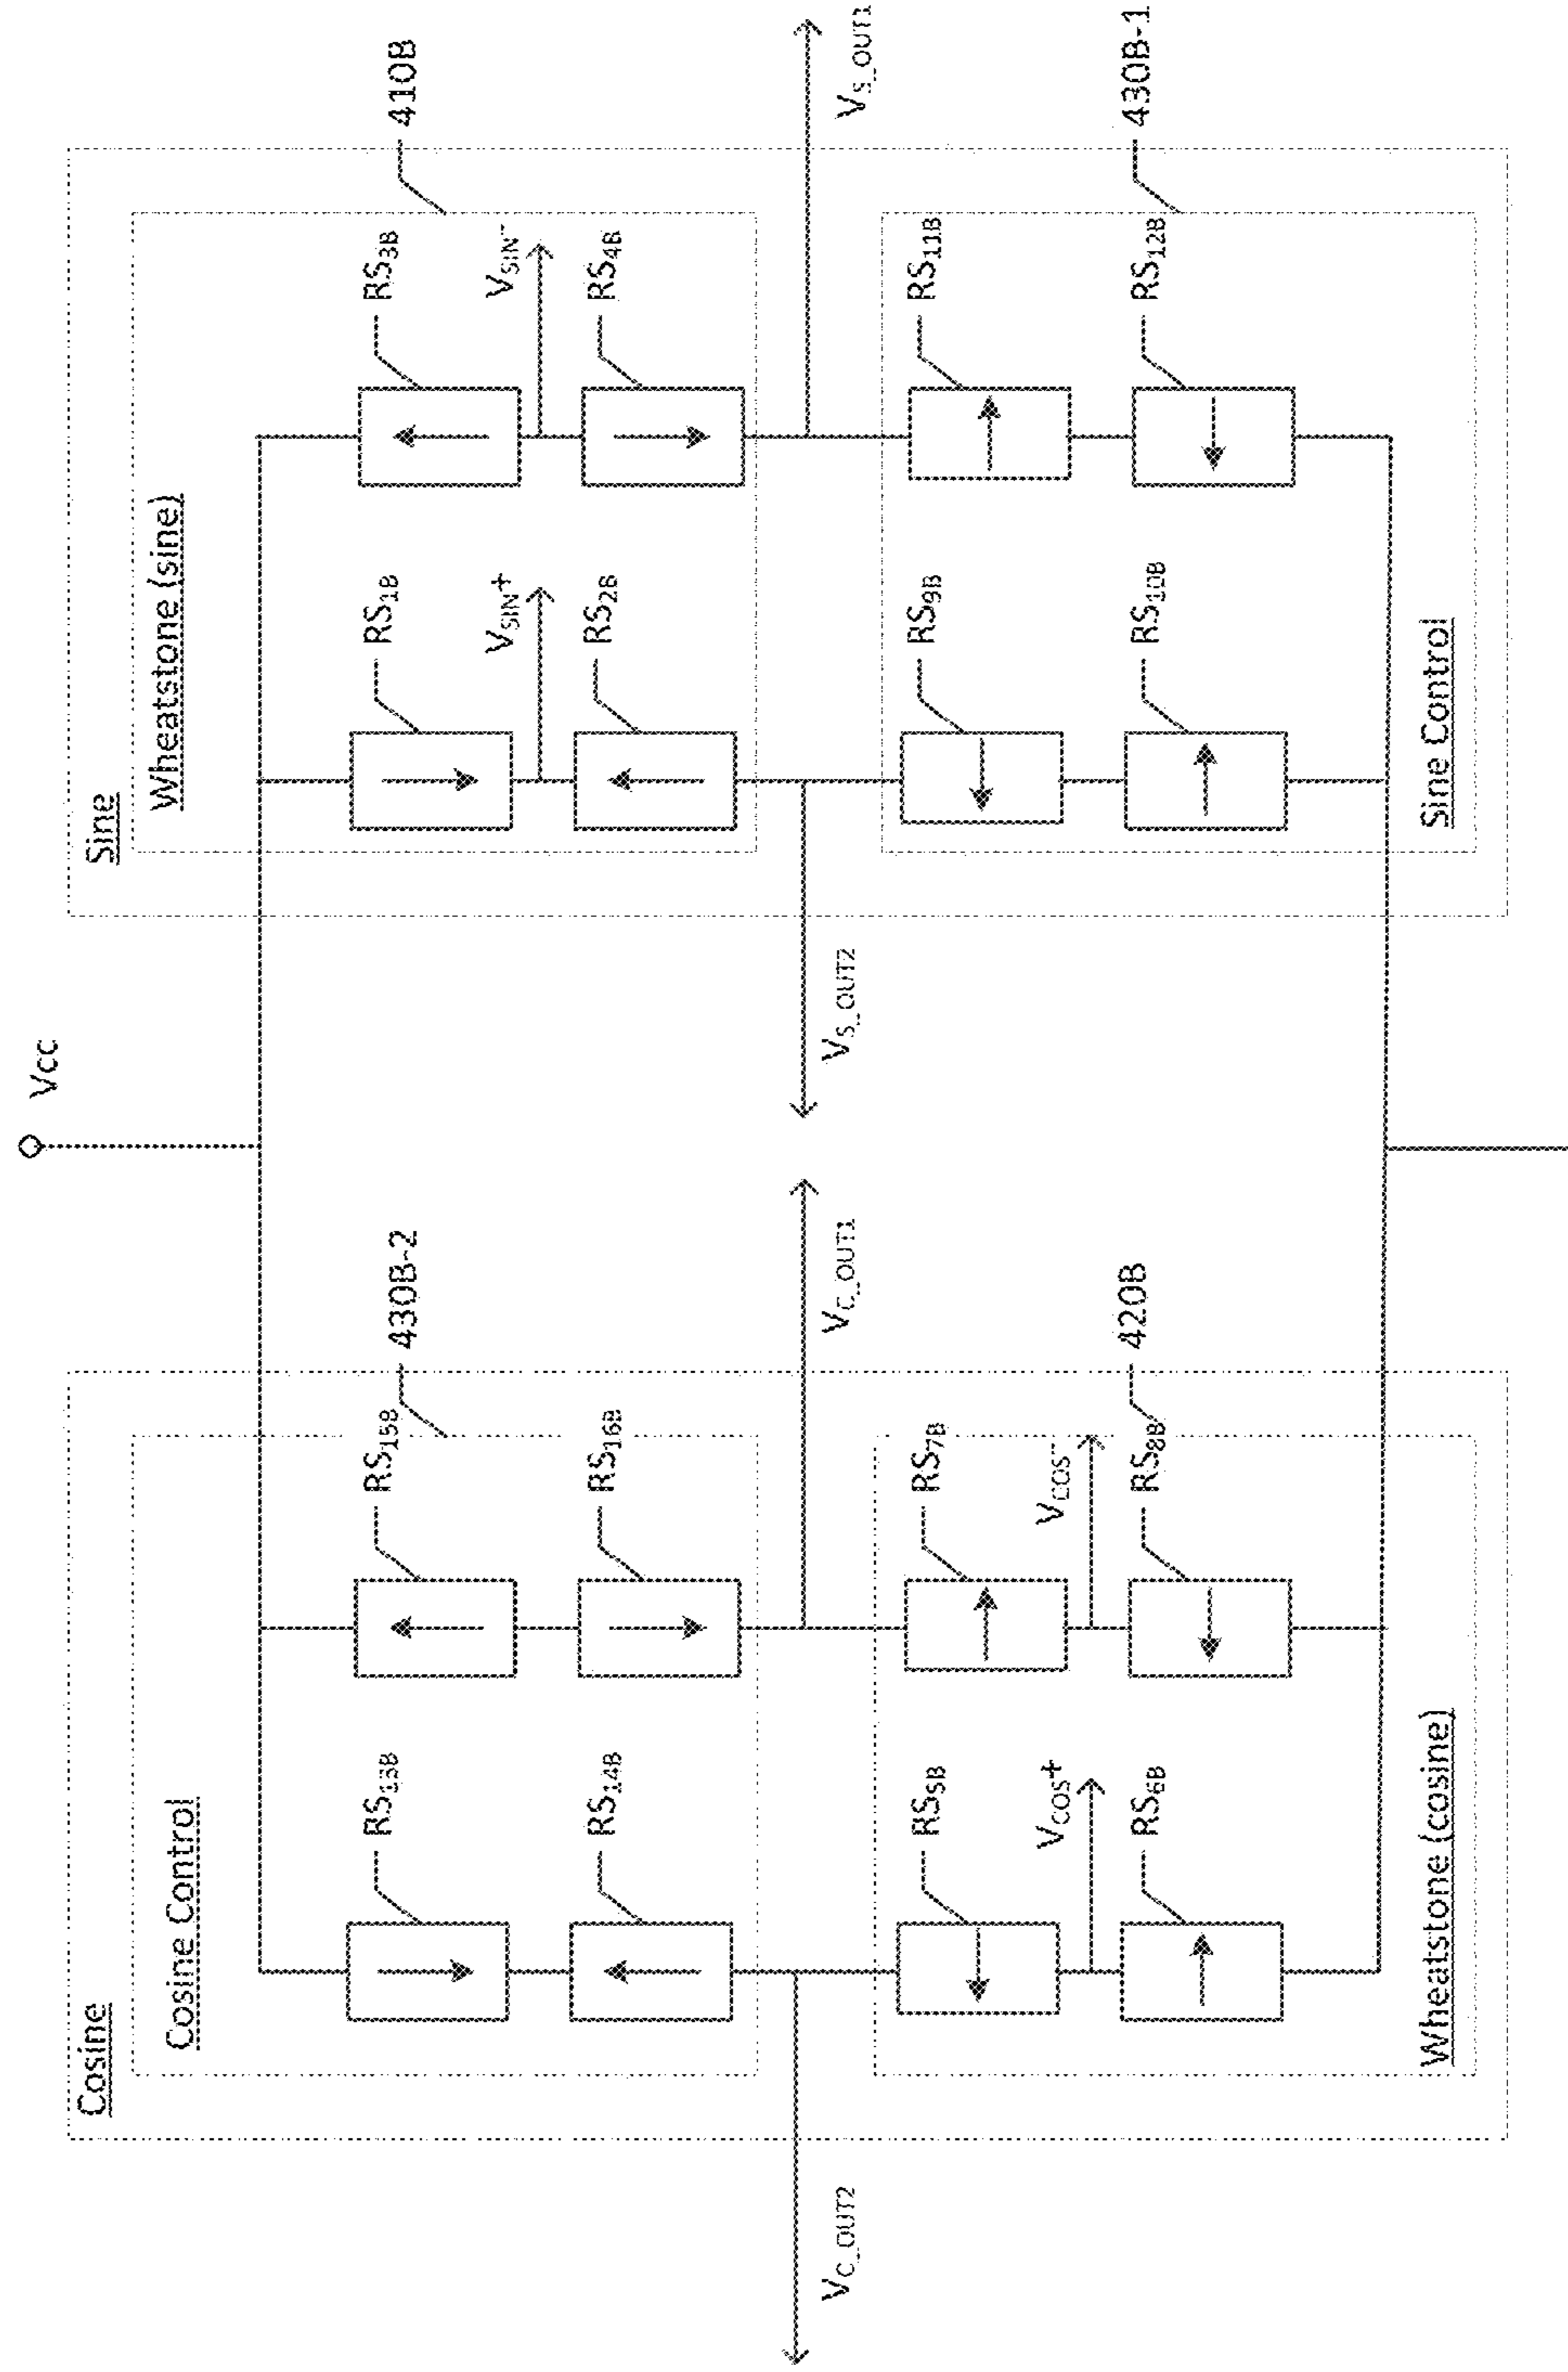 Vcc
Cosine
Cosine Control
430B-2
RS13B
RS15B
RS14B
RS16B
VC_OUT2
VC_OUT1
RS5B
RS7B
VCOS+
VCOS-
RS6B
RS8B
420B
Wheatstone (cosine)
Sine
Wheatstone (sine)
410B
RS1B
RS3B
VSIN+
VSIN-
RS2B
RS4B
VS_OUT2
VS_OUT1
RS9B
RS11B
430B-1
RS10B
RS12B
Sine Control